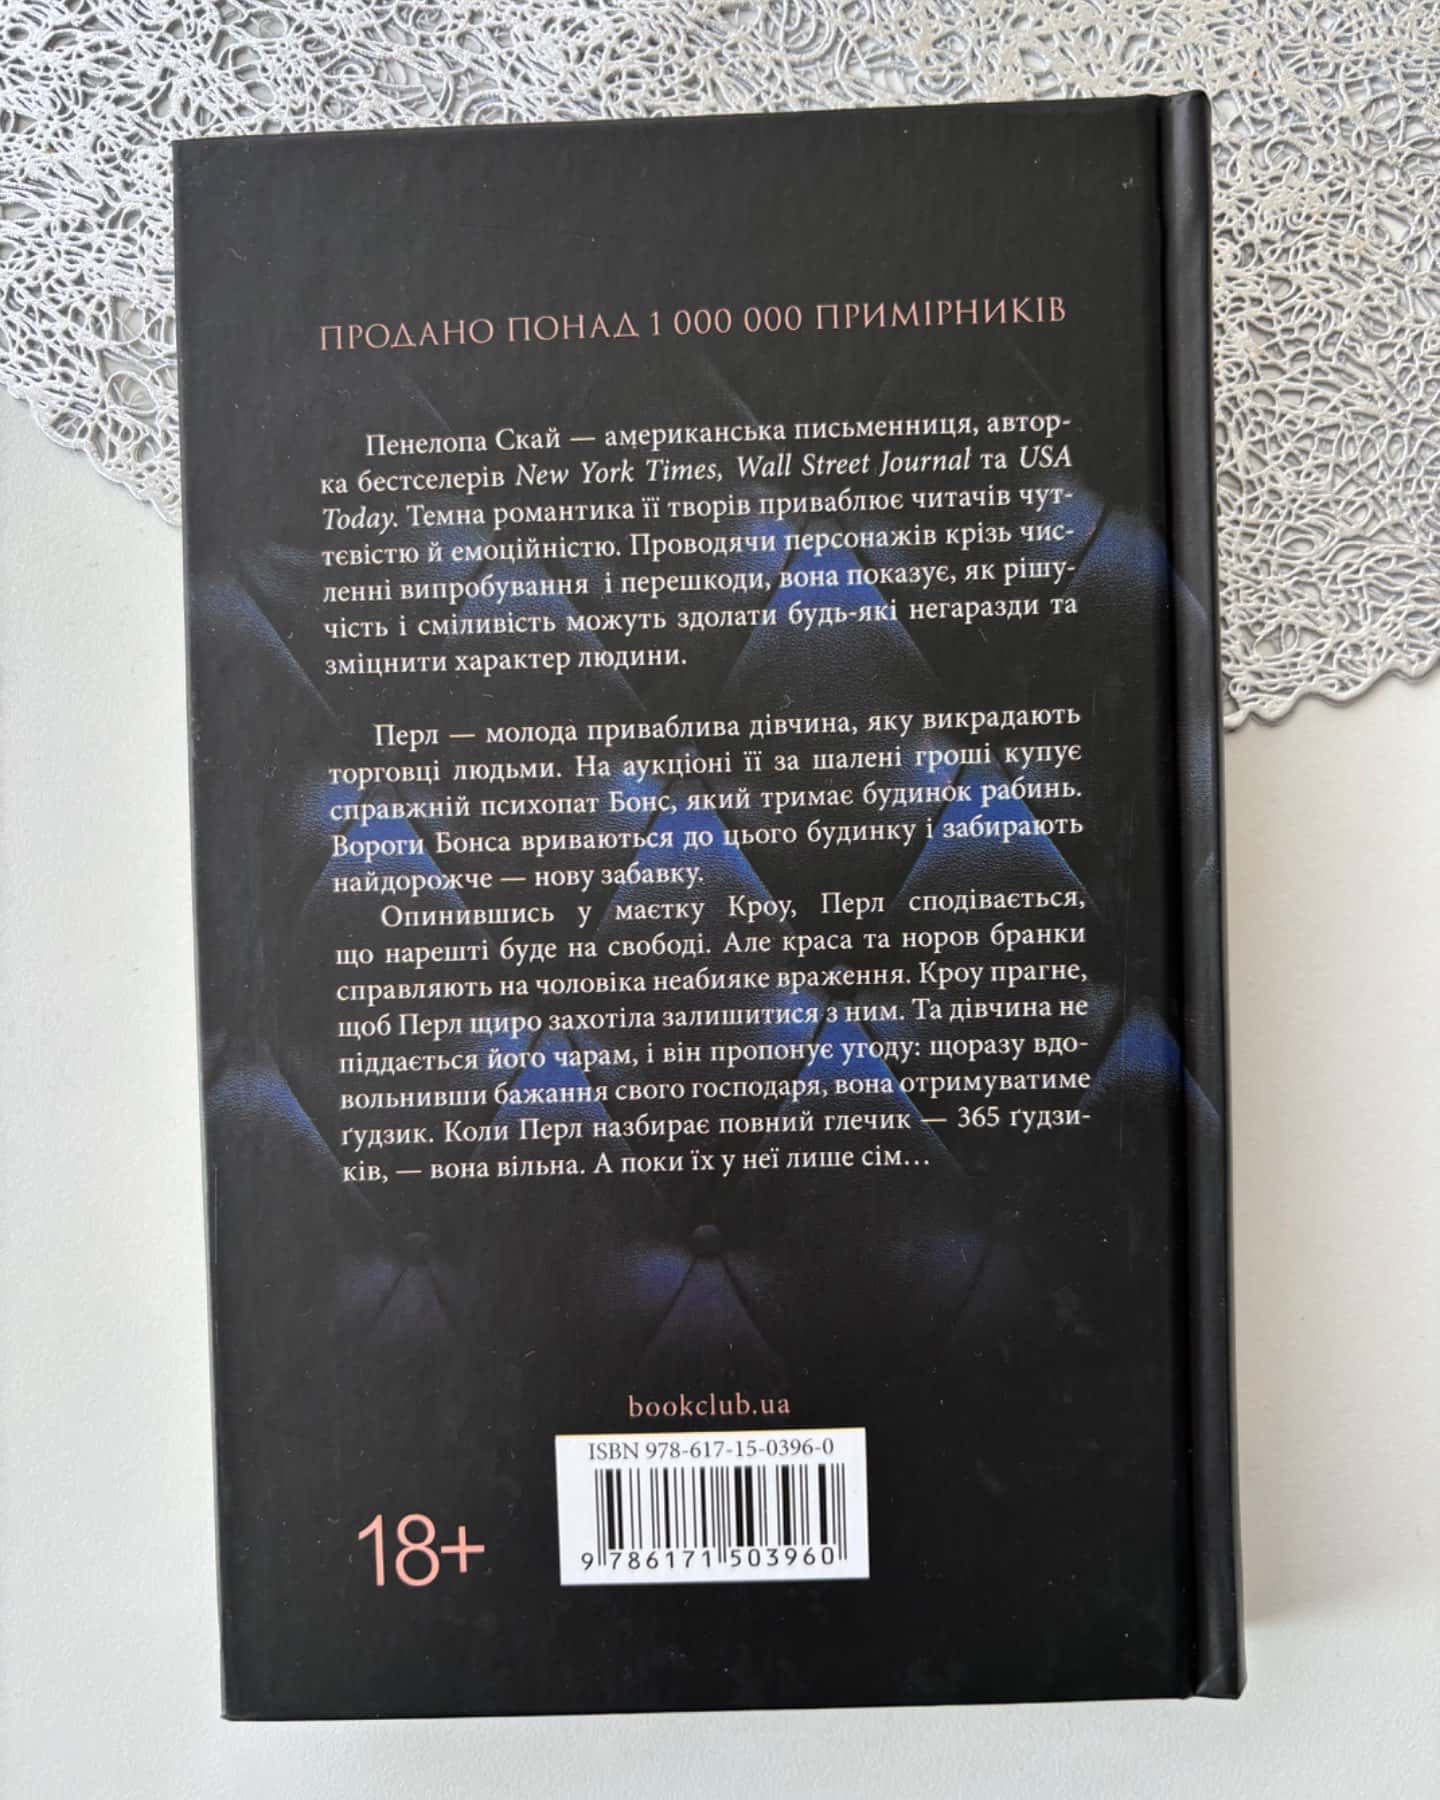 ПРОДАНО ПОНАД 1 000 000 ПРИМІРНИКІВ
Пенелопа Скай — американська письменниця, автор-
ка бестселерів New York Times, Wall Street Journal та USA
Today. Темна романтика її творів приваблює читачів чут-
тєвістю й емоційністю. Проводячи персонажів крізь чис-
ленні випробування і перешкоди, вона показує, як рішу-
чість і сміливість можуть здолати будь-які негаразди та
зміцнити характер людини.
Перл — молода приваблива дівчина, яку викрадають
торговці людьми. На аукціоні її за шалені гроші купує
справжній психопат Бонс, який тримає будинок рабинь.
Вороги Бонса вриваються до цього будинку і забирають
найдорожче — нову забавку.
Опинившись у маєтку Кроу, Перл сподівається,
що нарешті буде на свободі. Але краса та норов бранки
справляють на чоловіка неабияке враження. Кроу прагне,
щоб Перл щиро захотіла залишитися з ним. Та дівчина не
піддається його чарам, і він пропонує угоду: щоразу вдо-
вольнивши бажання свого господаря, вона отримуватиме
ґудзик. Коли Перл назбирає повний глечик — 365 ґудзи-
ків, — вона вільна. А поки їх у неї лише сім…
bookclub.ua
ISBN 978-617-15-0396-0
9 786171 503960
18+